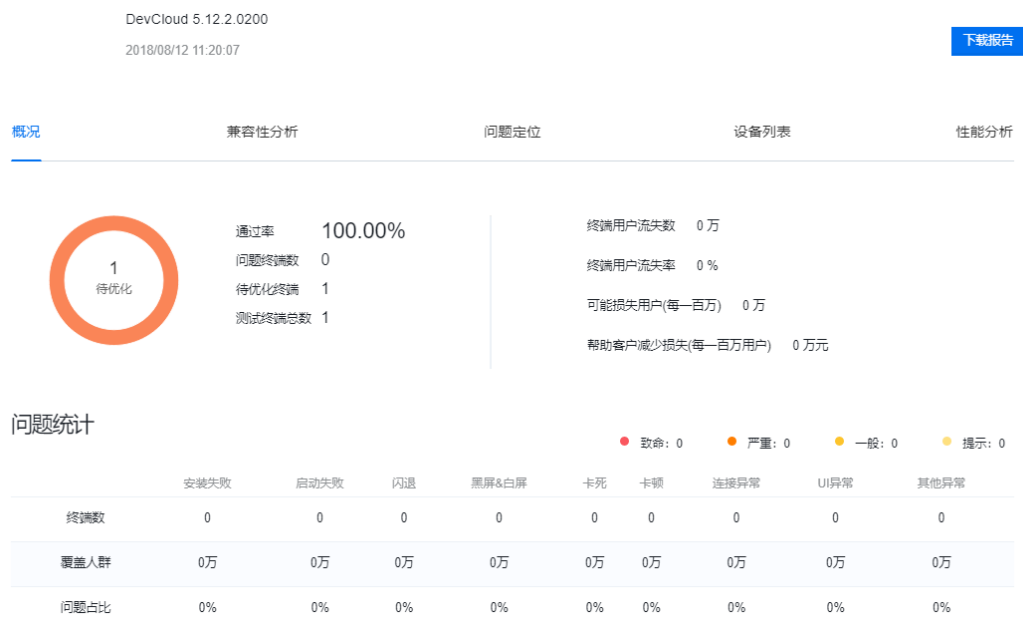 DevCloud 5.12.2.0200
2018/08/12 11:20:07
下载报告
概况 兼容性分析 问题定位 设备列表 性能分析
1
待优化
通过率 100.00%
问题终端数 0
待优化终端 1
测试终端总数 1
终端用户流失数 0 万
终端用户流失率 0 %
可能损失用户(每一百万) 0 万
帮助客户减少损失(每一百万用户) 0 万元
问题统计
致命: 0 严重: 0 一般: 0 提示: 0
安装失败 启动失败 闪退 黑屏&白屏 卡死 卡顿 连接异常 UI异常 其他异常
终端数 0 0 0 0 0 0 0 0 0
覆盖人群 0万 0万 0万 0万 0万 0万 0万 0万 0万
问题占比 0% 0% 0% 0% 0% 0% 0% 0% 0%